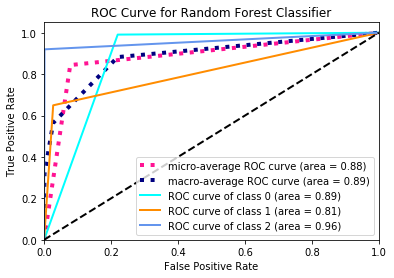 ROC Curve for Random Forest Classifier
True Positive Rate
1.0
0.8
0.6
0.4
0.2
0.0
micro-average ROC curve (area = 0.88)
macro-average ROC curve (area = 0.89)
ROC curve of class 0 (area = 0.89)
ROC curve of class 1 (area = 0.81)
ROC curve of class 2 (area = 0.96)
0.0 0.2 0.4 0.6 0.8 1.0
False Positive Rate